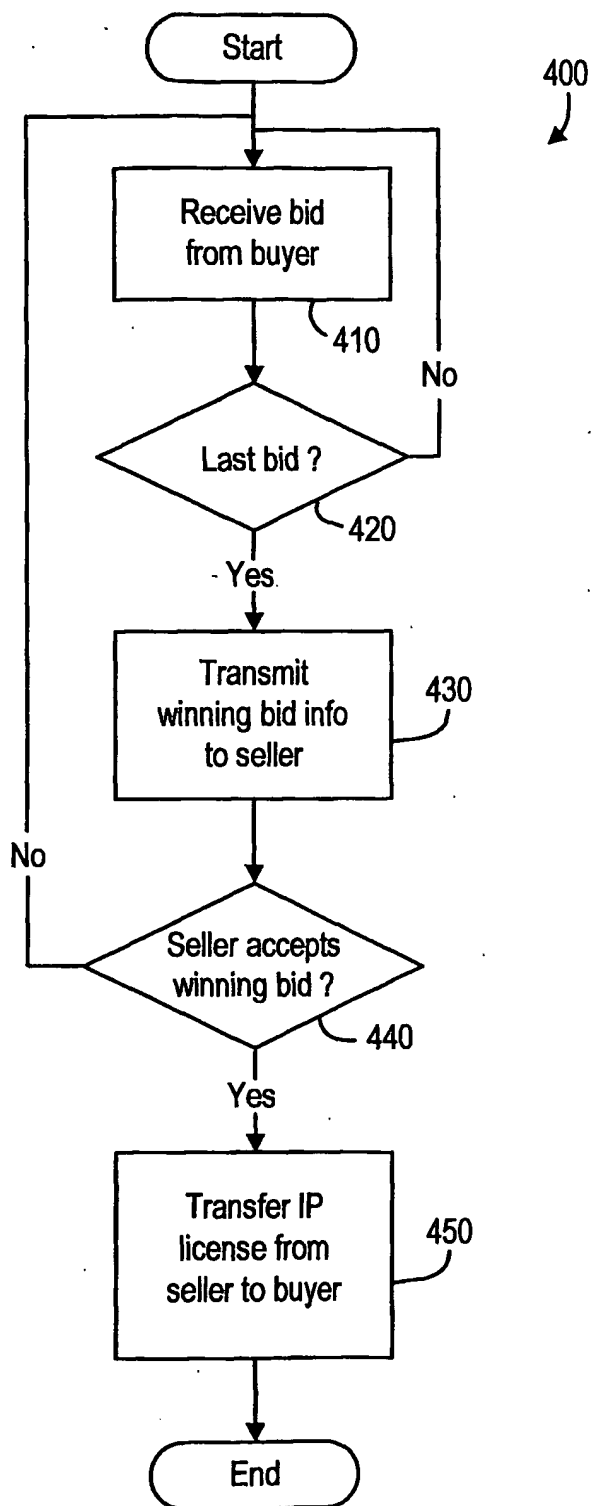 Start
400
Receive bid
from buyer
410
No
Last bid ?
420
Yes
Transmit
winning bid info
to seller
430
No
Seller accepts
winning bid ?
440
Yes
Transfer IP
license from
seller to buyer
450
End